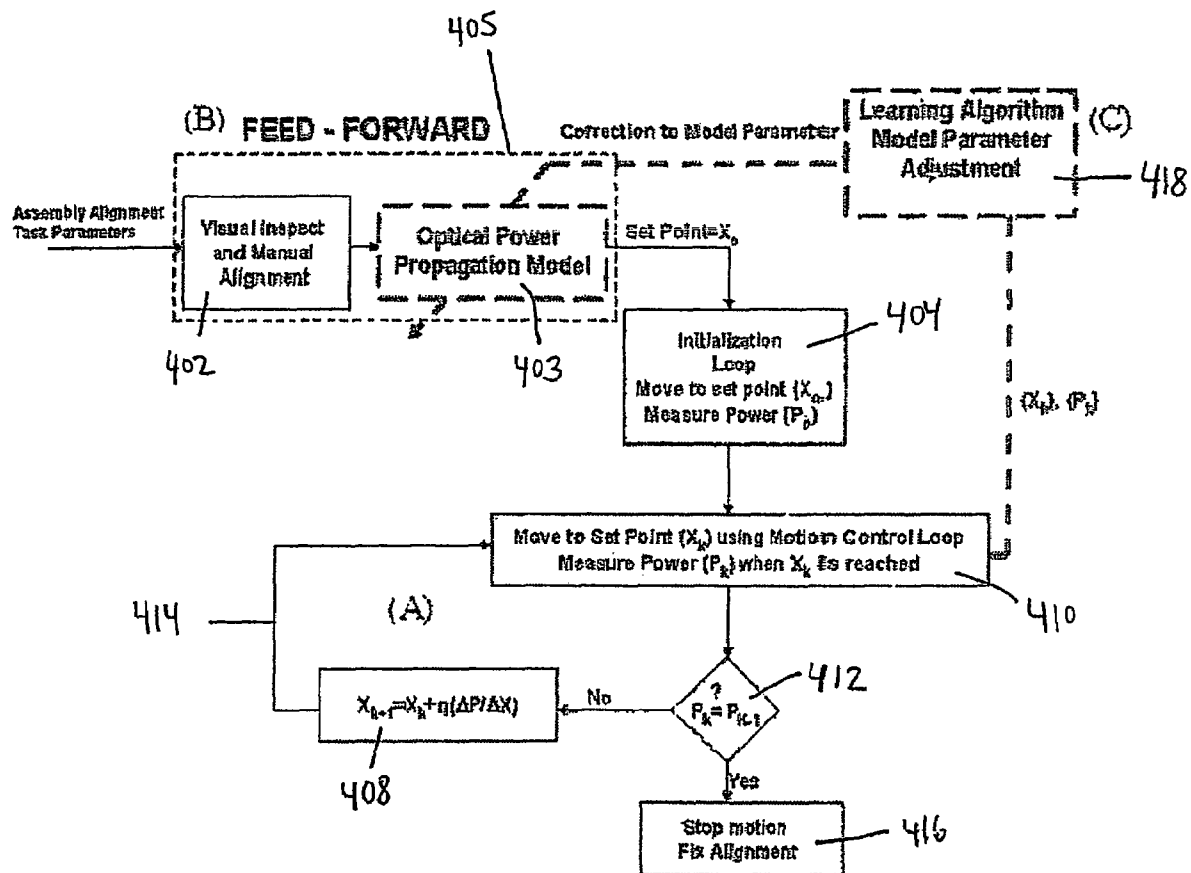 405
(B) FEED - FORWARD
Correction to Model Parameter
Learning Algorithm
Model Parameter
Adjustment
(C)
418
Assembly Alignment
Task Parameters
Visual Inspect
and Manual
Alignment
Optical Power
Propagation Model
Set Point=X₀
402
403
404
Initialization
Loop
Move to set point (X₀)
Measure Power (P₀)
(Xₖ), (Pₖ)
Move to Set Point (Xₖ) using Motion Control Loop
Measure Power (Pₖ) when Xₖ is reached
410
414
(A)
Xₖ₊₁=Xₖ+η(ΔP/ΔX)
No
?
Pₖ=Pₖ₋₁
412
408
Yes
Stop motion
Fix Alignment
416